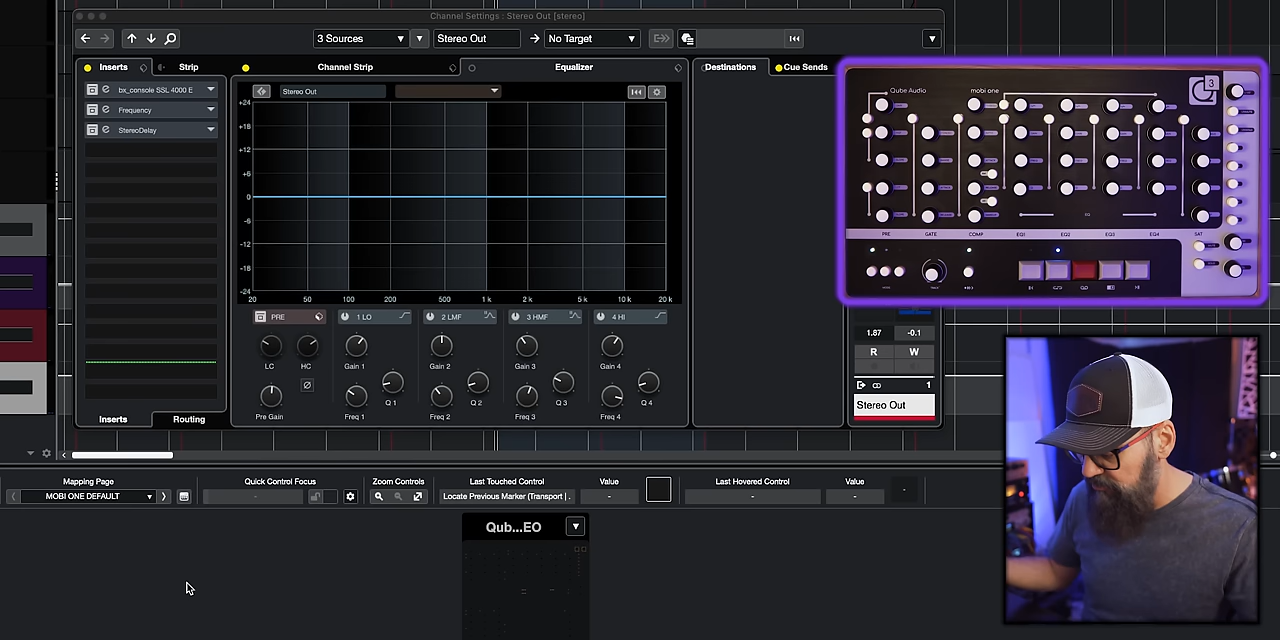 Channel Settings : Stereo Out [stereo]
3 Sources
Stereo Out
No Target
Inserts
Strip
Channel Strip
Equalizer
Destinations
Cue Sends
bx_console SSL 4000 E
Frequency
StereoDelay
Stereo Out
+24
+18
+12
+6
0
-6
-12
-18
-24
20
50
100
200
500
1 k
2 k
5 k
10 k
20 k
PRE
1 LO
2 LMF
3 HMF
4 HI
LC
HC
Gain 1
Gain 2
Gain 3
Gain 4
Q 1
Q 2
Q 3
Q 4
Pre Gain
Freq 1
Freq 2
Freq 3
Freq 4
Inserts
Routing
Qube Audio
mobi one
3
PRE
GATE
COMP
EQ1
EQ2
EQ3
EQ4
SAT
1.87
-0.1
R
W
1
Stereo Out
Mapping Page
MOBI ONE DEFAULT
Quick Control Focus
-
Zoom Controls
Last Touched Control
Locate Previous Marker (Transport | .
Value
-
Last Hovered Control
-
Value
-
-
Qub...EO